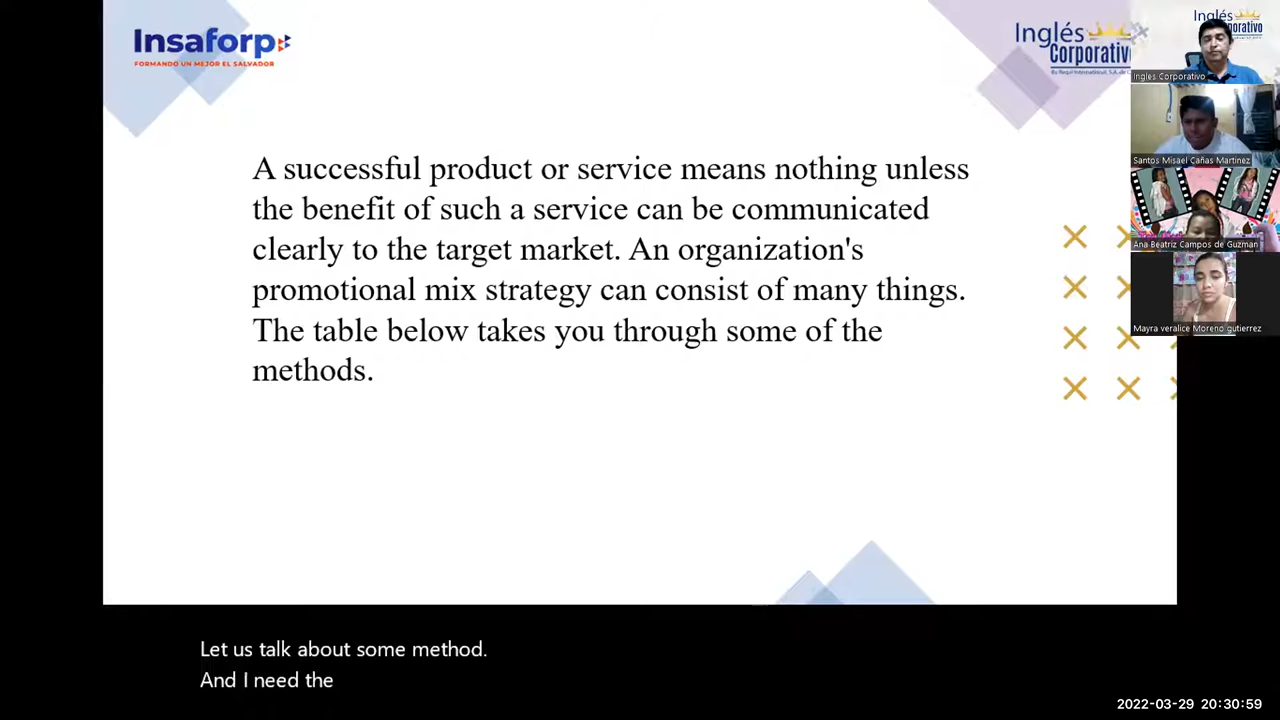 Insaforp
FORMANDO UN MEJOR EL SALVADOR
Inglés
Corporativo
Inglés
Ingles Corporativo
Santos Misael Cañas Martinez
Ana Beatriz Campos de Guzman
Mayra veralice Moreno gutierrez
A successful product or service means nothing unless
the benefit of such a service can be communicated
clearly to the target market. An organization's
promotional mix strategy can consist of many things.
The table below takes you through some of the
methods.
Let us talk about some method.
And I need the
2022-03-29 20:30:59